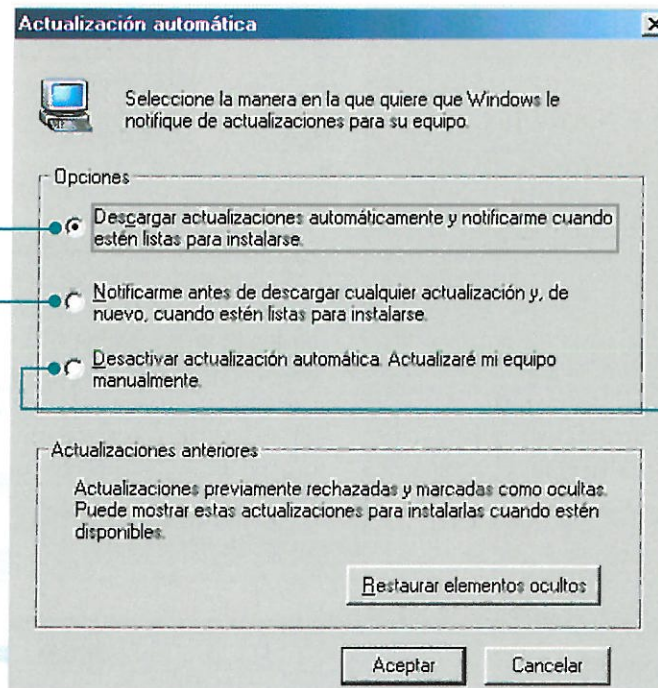 Actualización automática
Seleccione la manera en la que quiere que Windows le
notifique de actualizaciones para su equipo.
Opciones
Descargar actualizaciones automáticamente y notificarme cuando
estén listas para instalarse.
Notificarme antes de descargar cualquier actualización y, de
nuevo, cuando estén listas para instalarse.
Desactivar actualización automática. Actualizaré mi equipo
manualmente.
Actualizaciones anteriores
Actualizaciones previamente rechazadas y marcadas como ocultas.
Puede mostrar estas actualizaciones para instalarlas cuando estén
disponibles.
Restaurar elementos ocultos
Aceptar
Cancelar